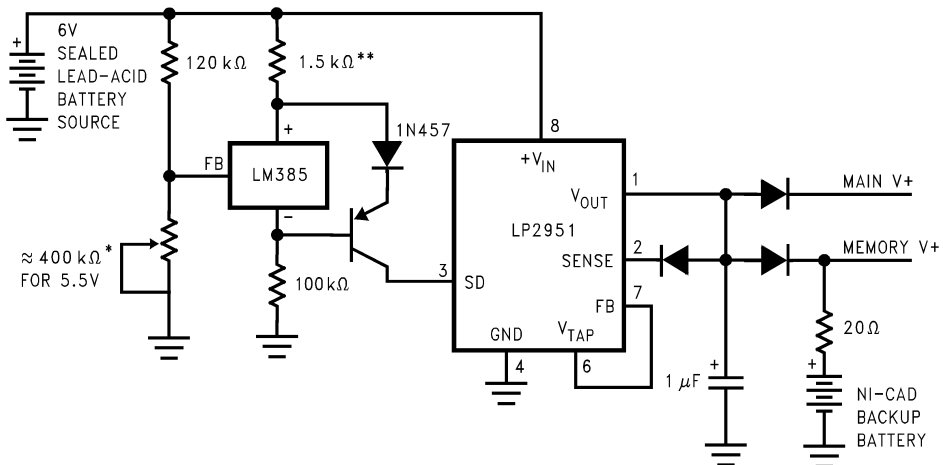 +
6V
SEALED
LEAD-ACID
BATTERY
SOURCE
120 kΩ
1.5 kΩ**
+
1N457
FB
LM385
−
≈ 400 kΩ*
FOR 5.5V
100kΩ
8
+VIN
VOUT
1
LP2951
SENSE
2
3
SD
FB
7
GND
VTAP
4
6
MAIN V+
MEMORY V+
20Ω
+
1 μF
+
NI-CAD
BACKUP
BATTERY